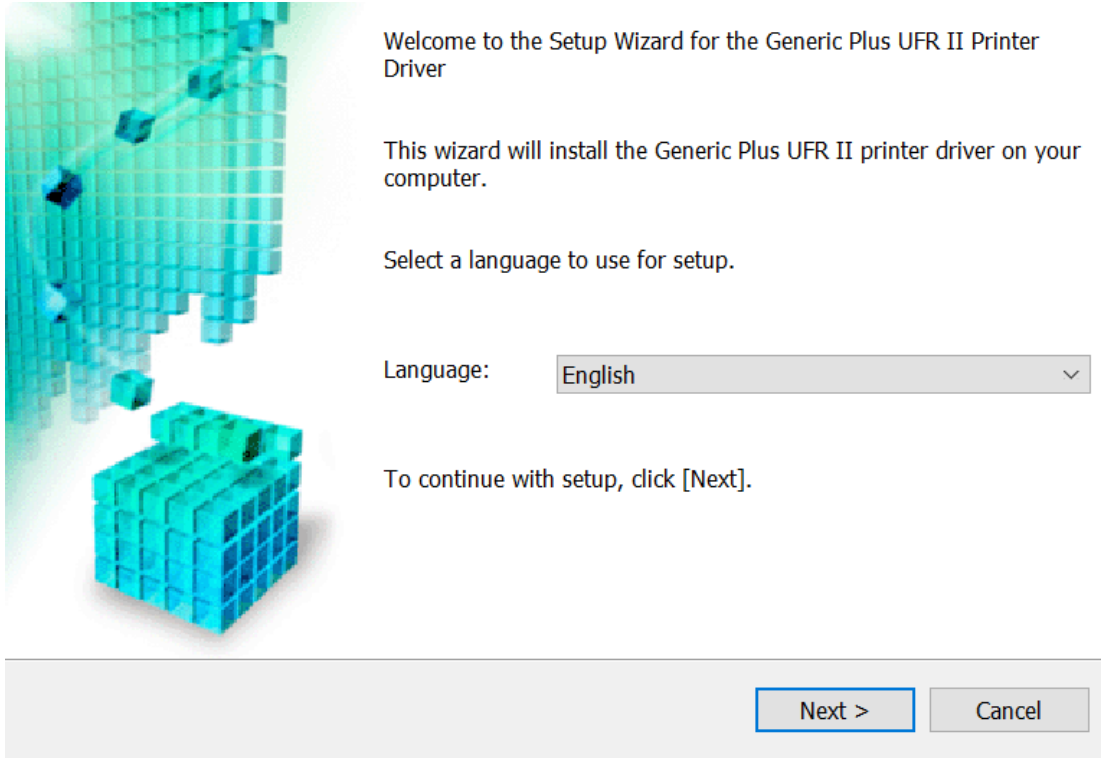 Welcome to the Setup Wizard for the Generic Plus UFR II Printer
Driver
This wizard will install the Generic Plus UFR II printer driver on your
computer.
Select a language to use for setup.
Language: English
To continue with setup, click [Next].
Next > Cancel